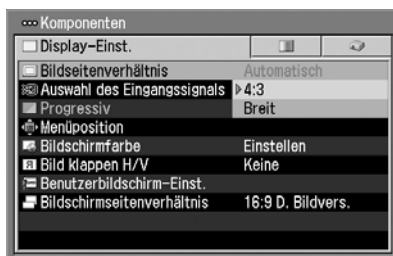 Komponenten
Display-Einst.
Bildseitenverhältnis Automatisch
Auswahl des Eingangssignals 4:3
Progressiv Breit
Menüposition
Bildschirmfarbe Einstellen
Bild klappen H/V Keine
Benutzerbildschirm-Einst.
Bildschirmseitenverhältnis 16:9 D. Bildvers.